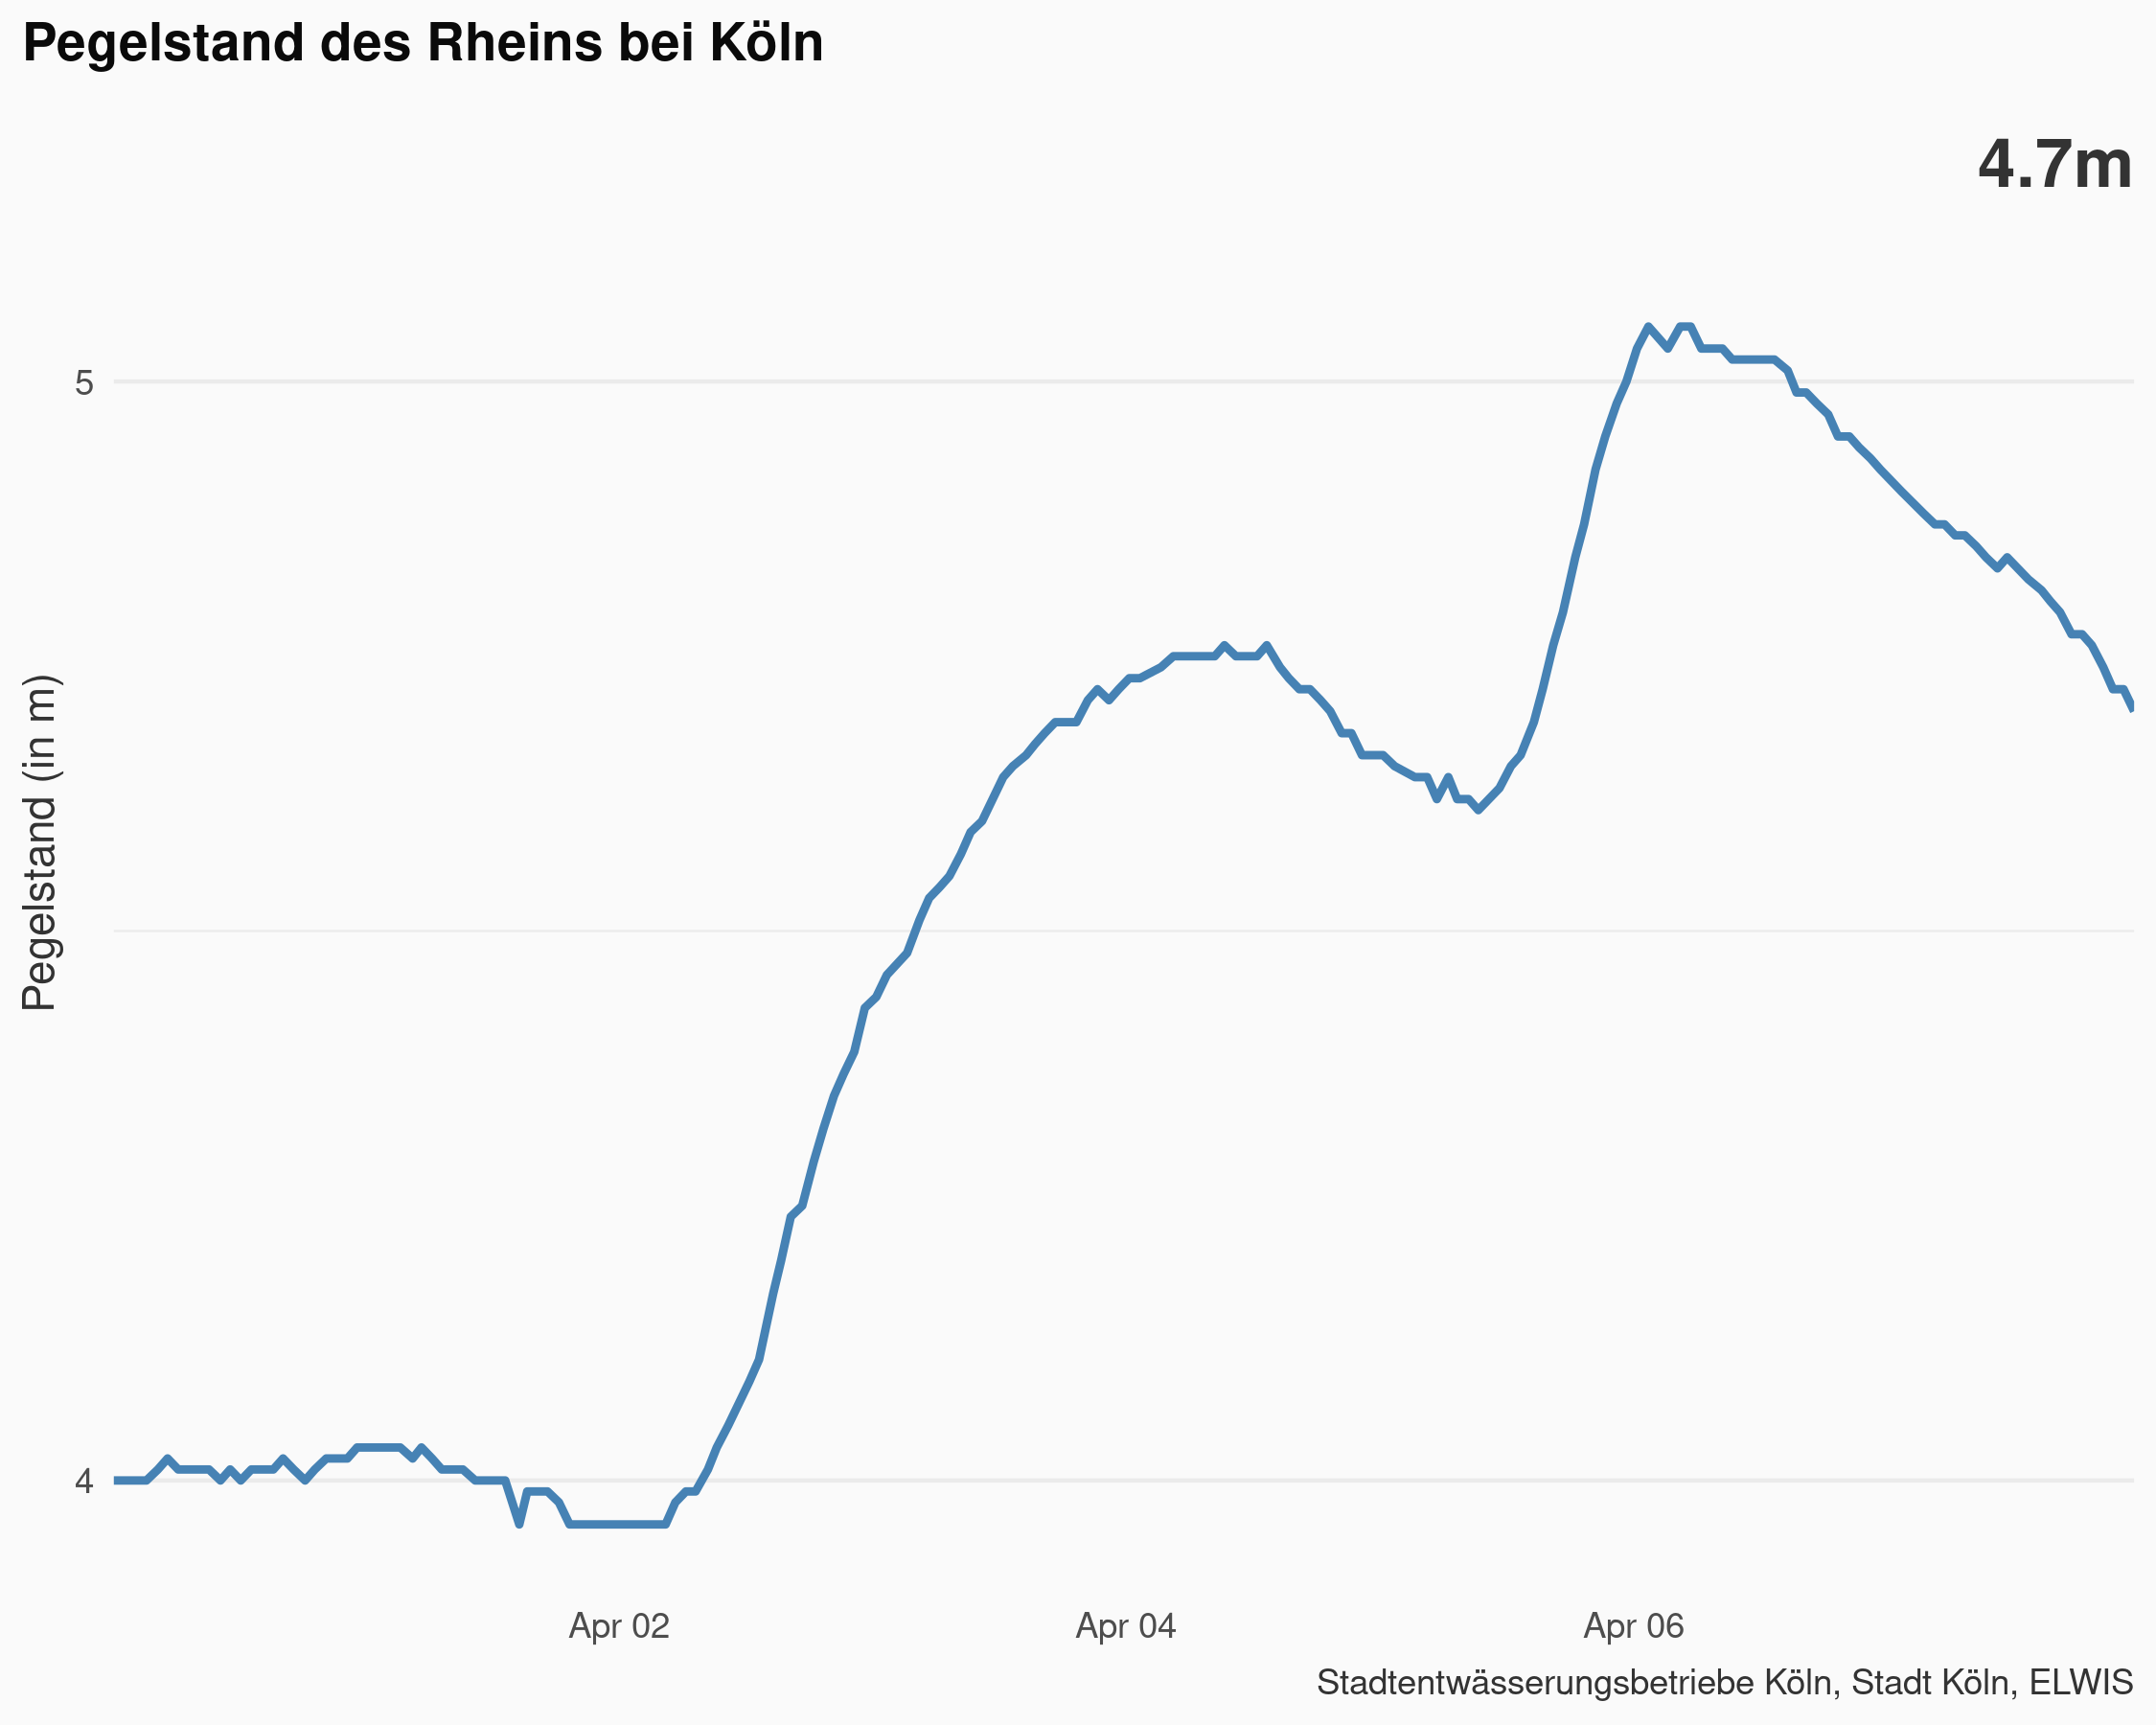 Pegelstand des Rheins bei Köln
4.7m
5
Pegelstand (in m)
4
Apr 02
Apr 04
Apr 06
Stadtentwässerungsbetriebe Köln, Stadt Köln, ELWIS